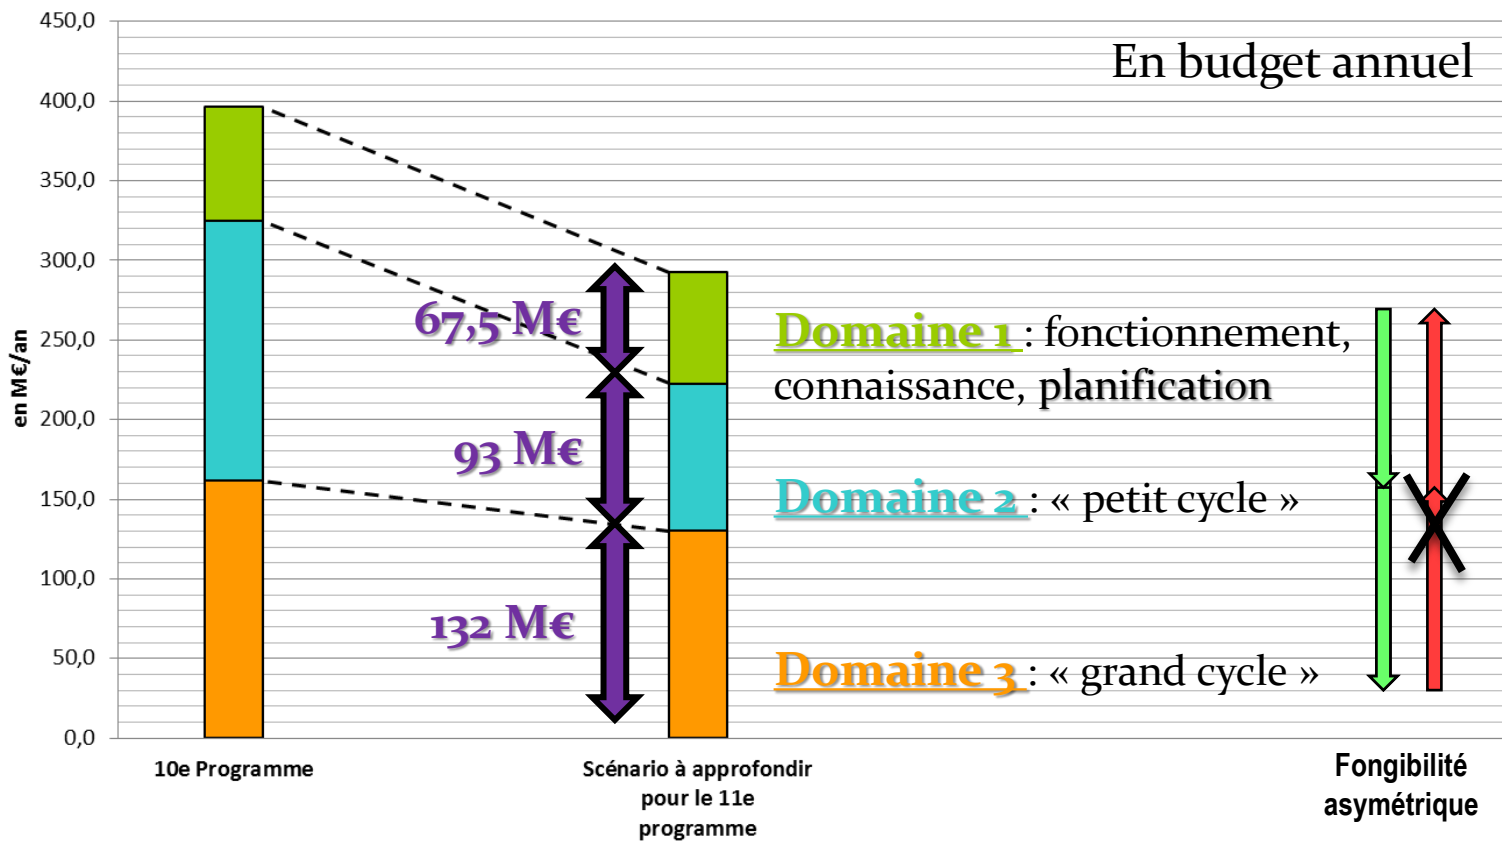 En budget annuel
en M€/an
450,0
400,0
350,0
300,0
250,0
200,0
150,0
100,0
50,0
0,0
67,5 M€
93 M€
132 M€
Domaine 1 : fonctionnement,
connaissance, planification
Domaine 2 : « petit cycle »
Domaine 3 : « grand cycle »
10e Programme
Scénario à approfondir
pour le 11e
programme
Fongibilité
asymétrique